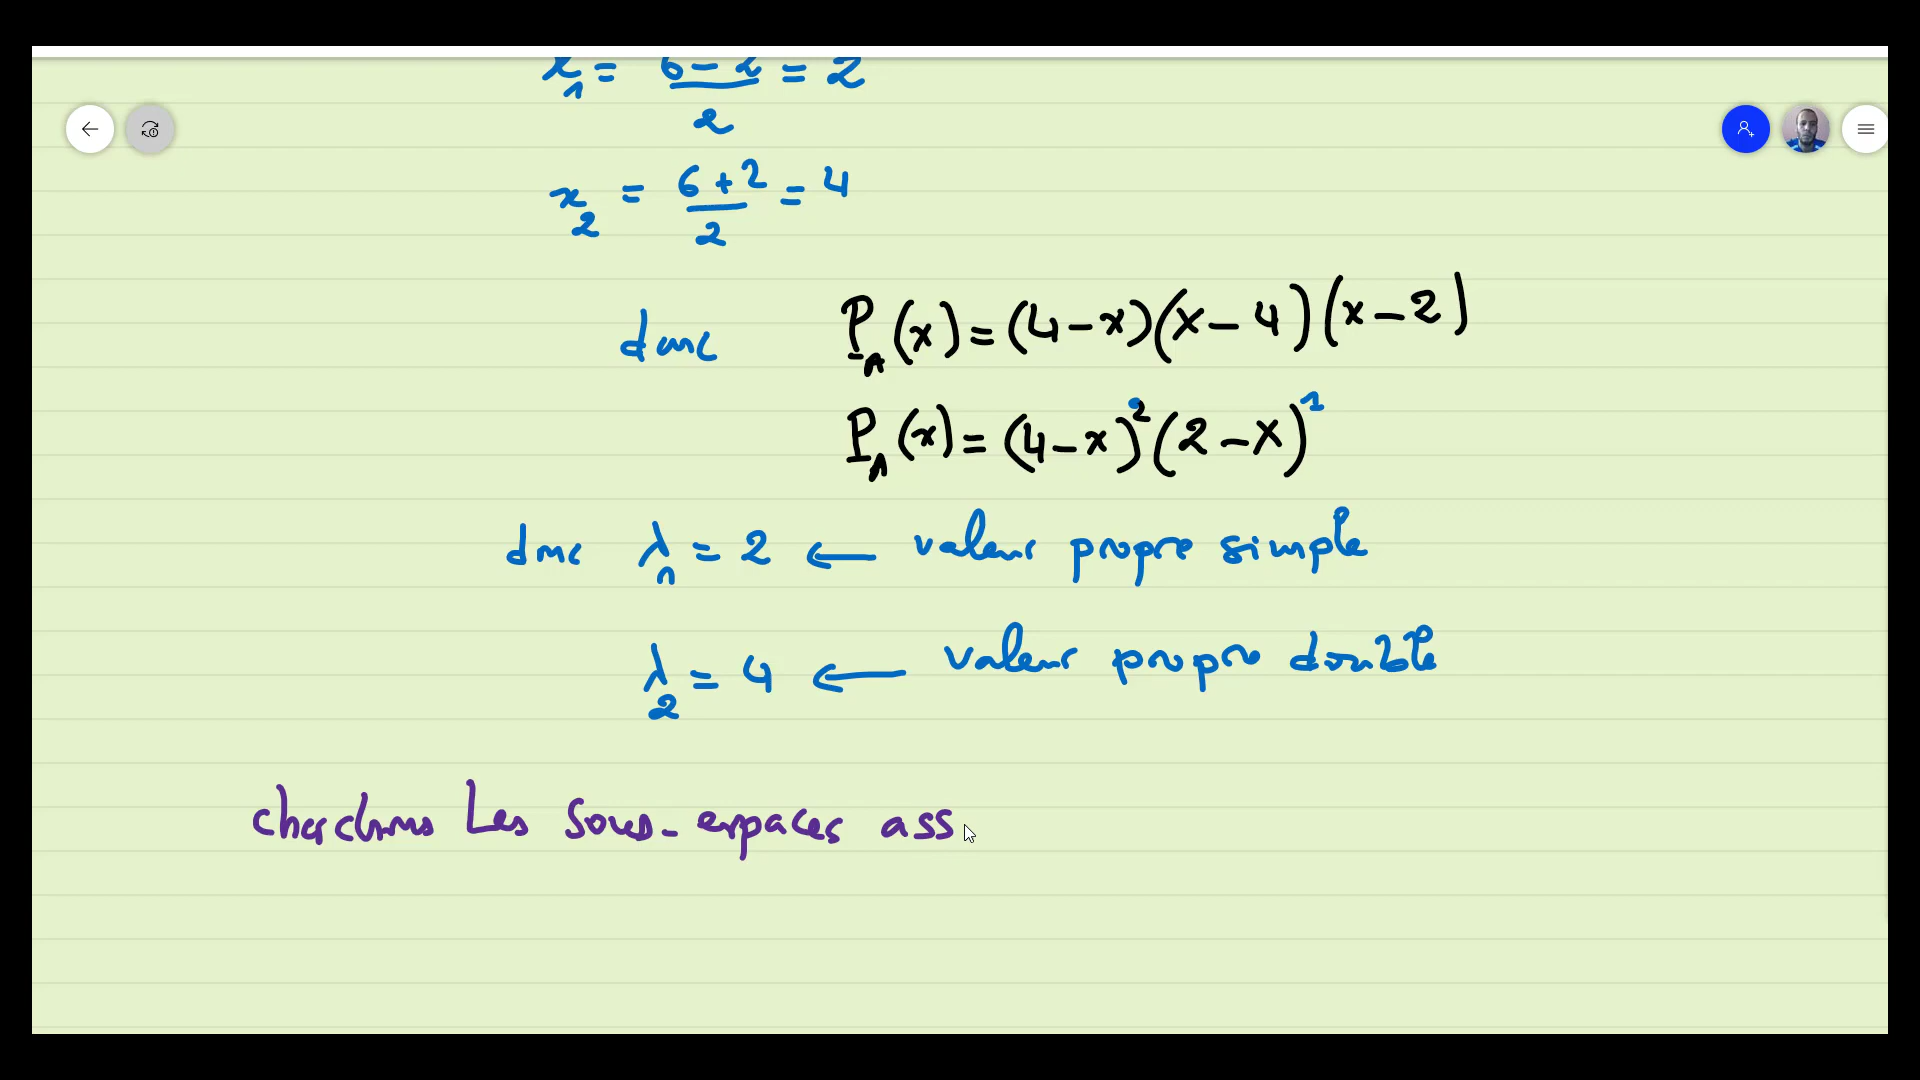 x₁ = (6 - 2)/2 = 2
x₂ = (6 + 2)/2 = 4
donc P_A(x) = (4 - x)(x - 4)(x - 2)
P_A(x) = (4 - x)²(2 - x)¹
donc λ₁ = 2 ← valeur propre simple
λ₂ = 4 ← valeur propre double
cherchons Les Sous-espaces ass